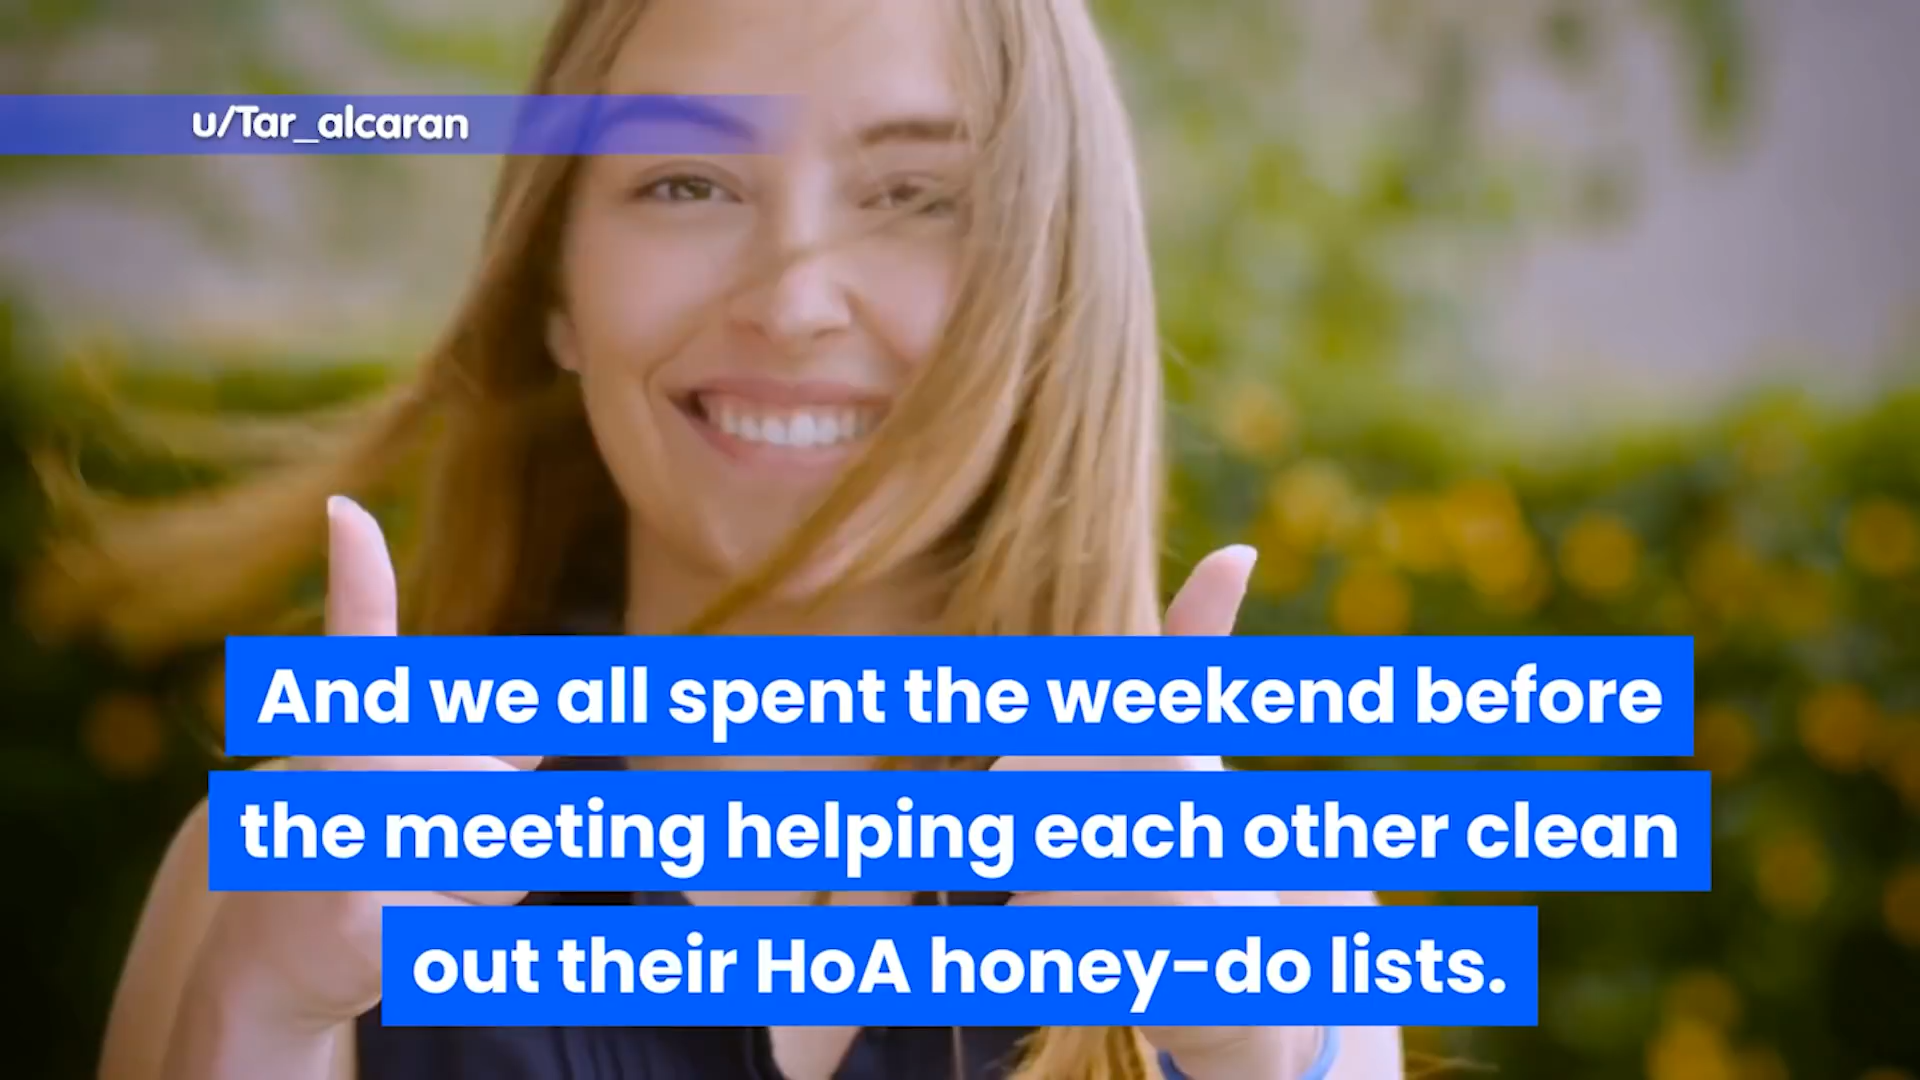 u/Tar_alcaran
And we all spent the weekend before
the meeting helping each other clean
out their HoA honey-do lists.